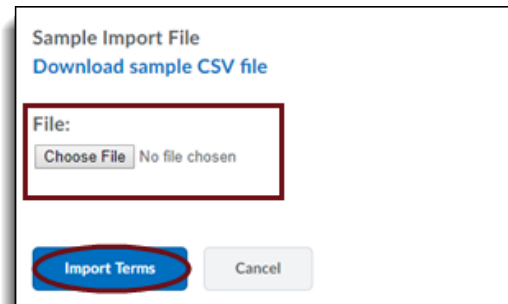 Sample Import File
Download sample CSV file
File:
Choose File No file chosen
Import Terms Cancel